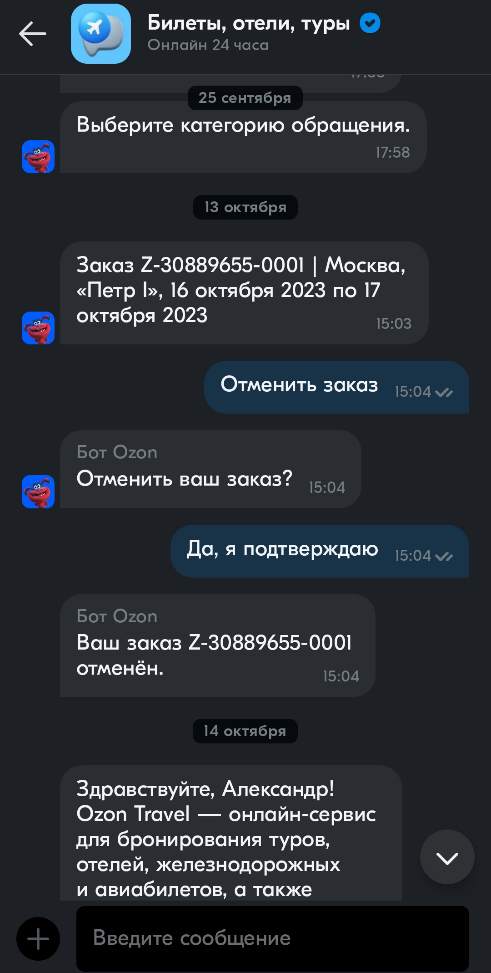 Билеты, отели, туры
Онлайн 24 часа
25 сентября
Выберите категорию обращения.
17:58
13 октября
Заказ Z-30889655-0001 | Москва,
«Петр I», 16 октября 2023 по 17
октября 2023
15:03
Отменить заказ 15:04
Бот Ozon
Отменить ваш заказ? 15:04
Да, я подтверждаю 15:04
Бот Ozon
Ваш заказ Z-30889655-0001
отменён.
15:04
14 октября
Здравствуйте, Александр!
Ozon Travel — онлайн-сервис
для бронирования туров,
отелей, железнодорожных
и авиабилетов, а также
Введите сообщение